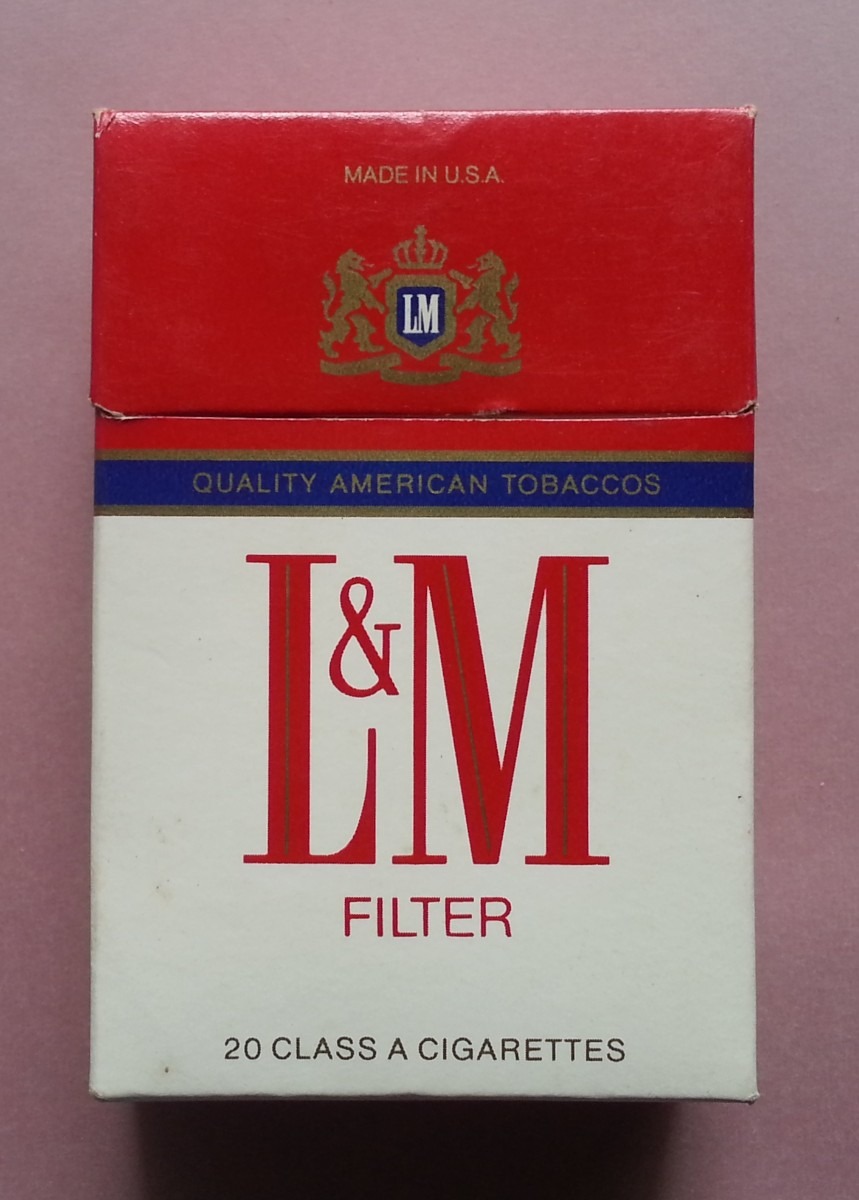 MADE IN U.S.A.
LM
QUALITY AMERICAN TOBACCOS
L&M
FILTER
20 CLASS A CIGARETTES